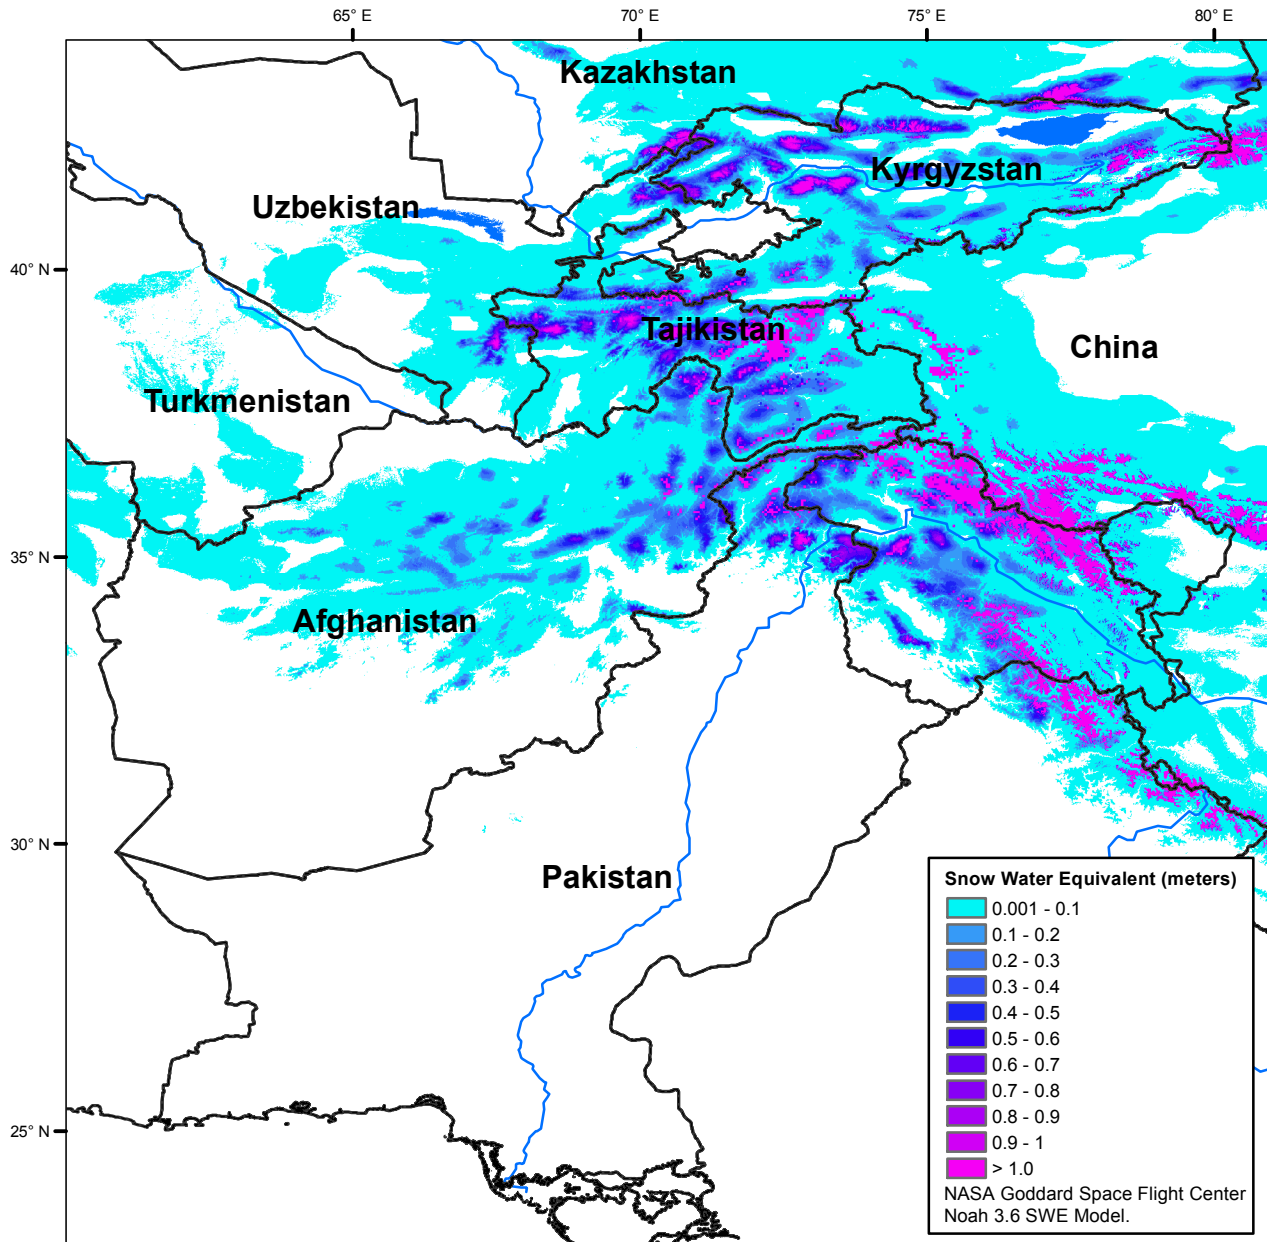 65° E
70° E
75° E
80° E
Kazakhstan
Kyrgyzstan
Uzbekistan
40° N
Tajikistan
China
Turkmenistan
35° N
Afghanistan
30° N
Pakistan
25° N
Snow Water Equivalent (meters)
0.001 - 0.1
0.1 - 0.2
0.2 - 0.3
0.3 - 0.4
0.4 - 0.5
0.5 - 0.6
0.6 - 0.7
0.7 - 0.8
0.8 - 0.9
0.9 - 1
> 1.0
NASA Goddard Space Flight Center
Noah 3.6 SWE Model.